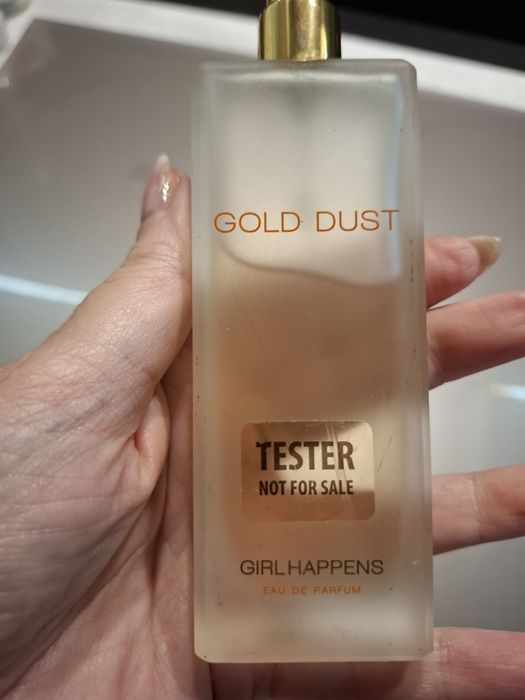 GOLD DUST
TESTER
NOT FOR SALE
GIRLHAPPENS
EAU DE PARFUM